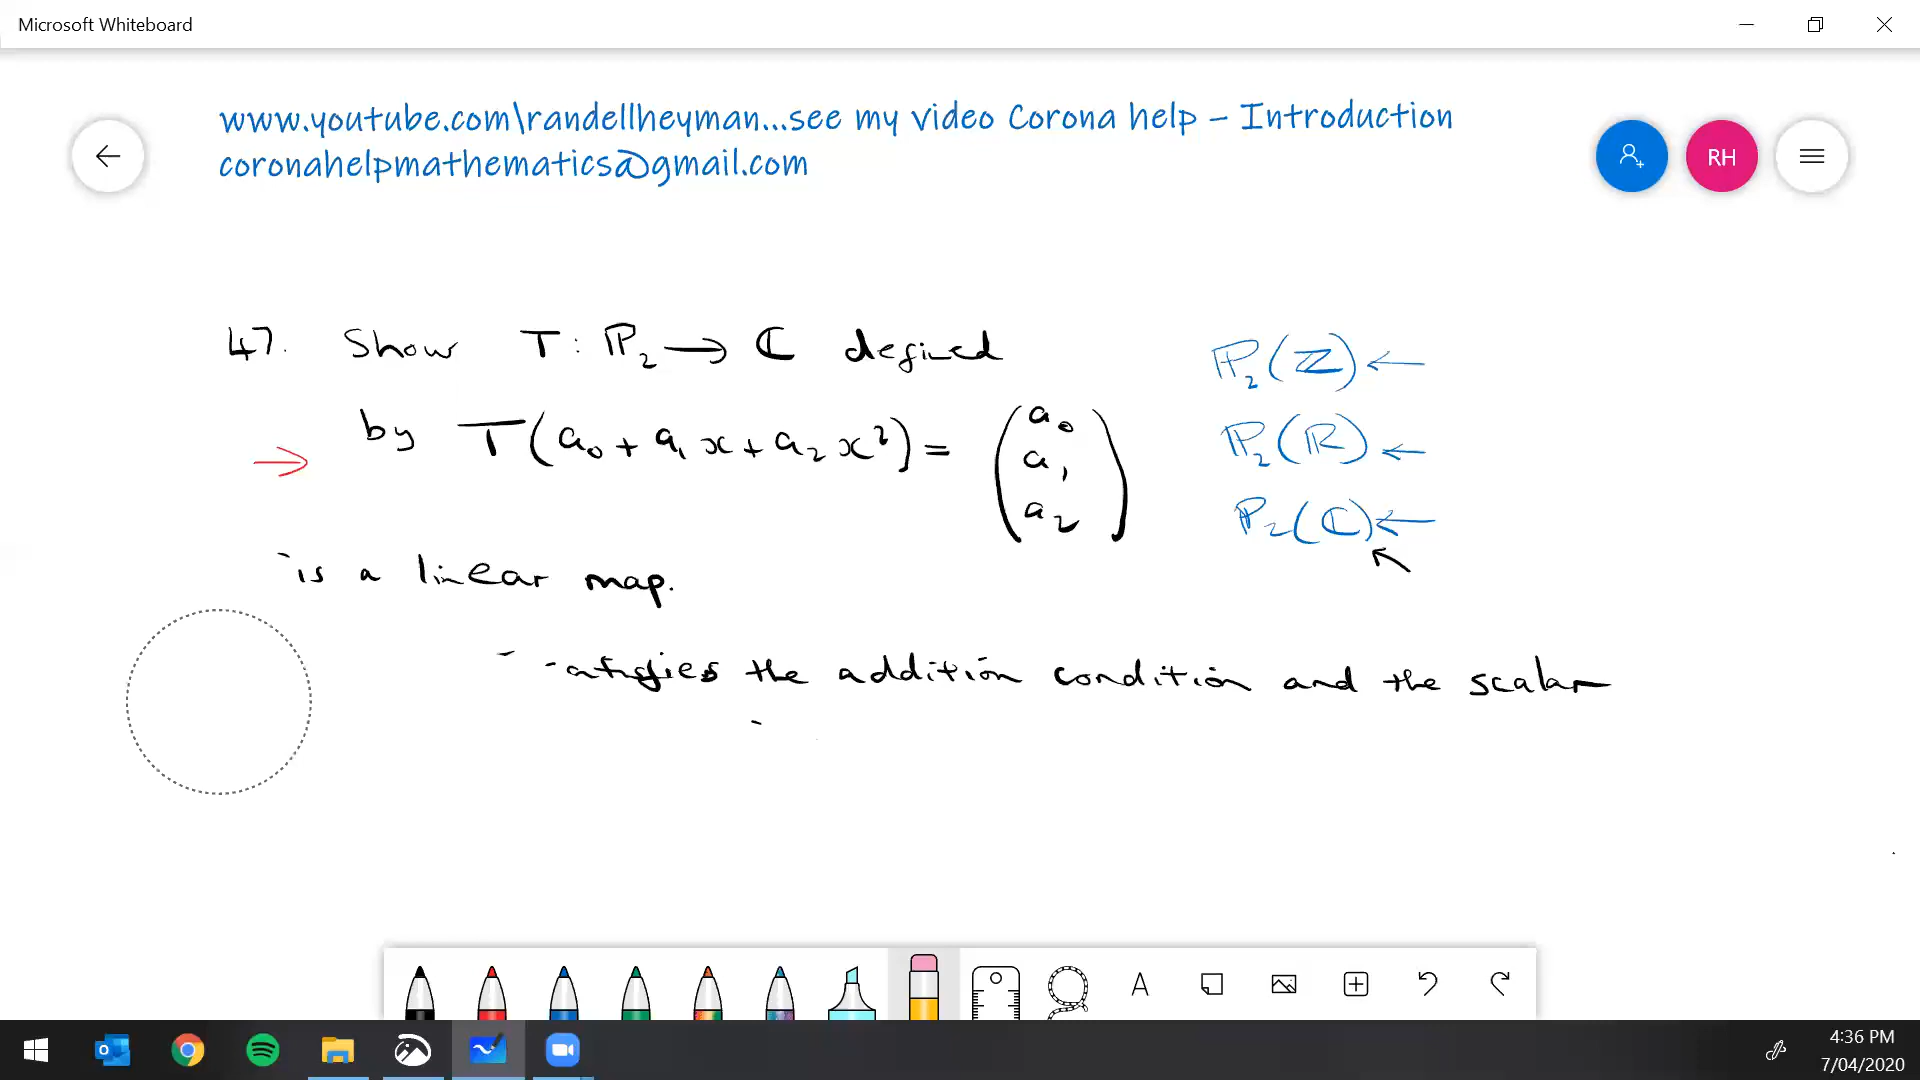 Microsoft Whiteboard
www.youtube.com\randellheyman...see my video Corona help – Introduction
coronahelpmathematics@gmail.com
RH
47. Show T: ℙ₂ → ℂ defined
by T(a₀ + a₁x + a₂x²) = (a₀ a₁ a₂)
→
is a linear map.
ℙ₂(ℤ) ←
ℙ₂(ℝ) ←
ℙ₂(ℂ) ←
the addition condition and the scalar
A
4:36 PM
7/04/2020